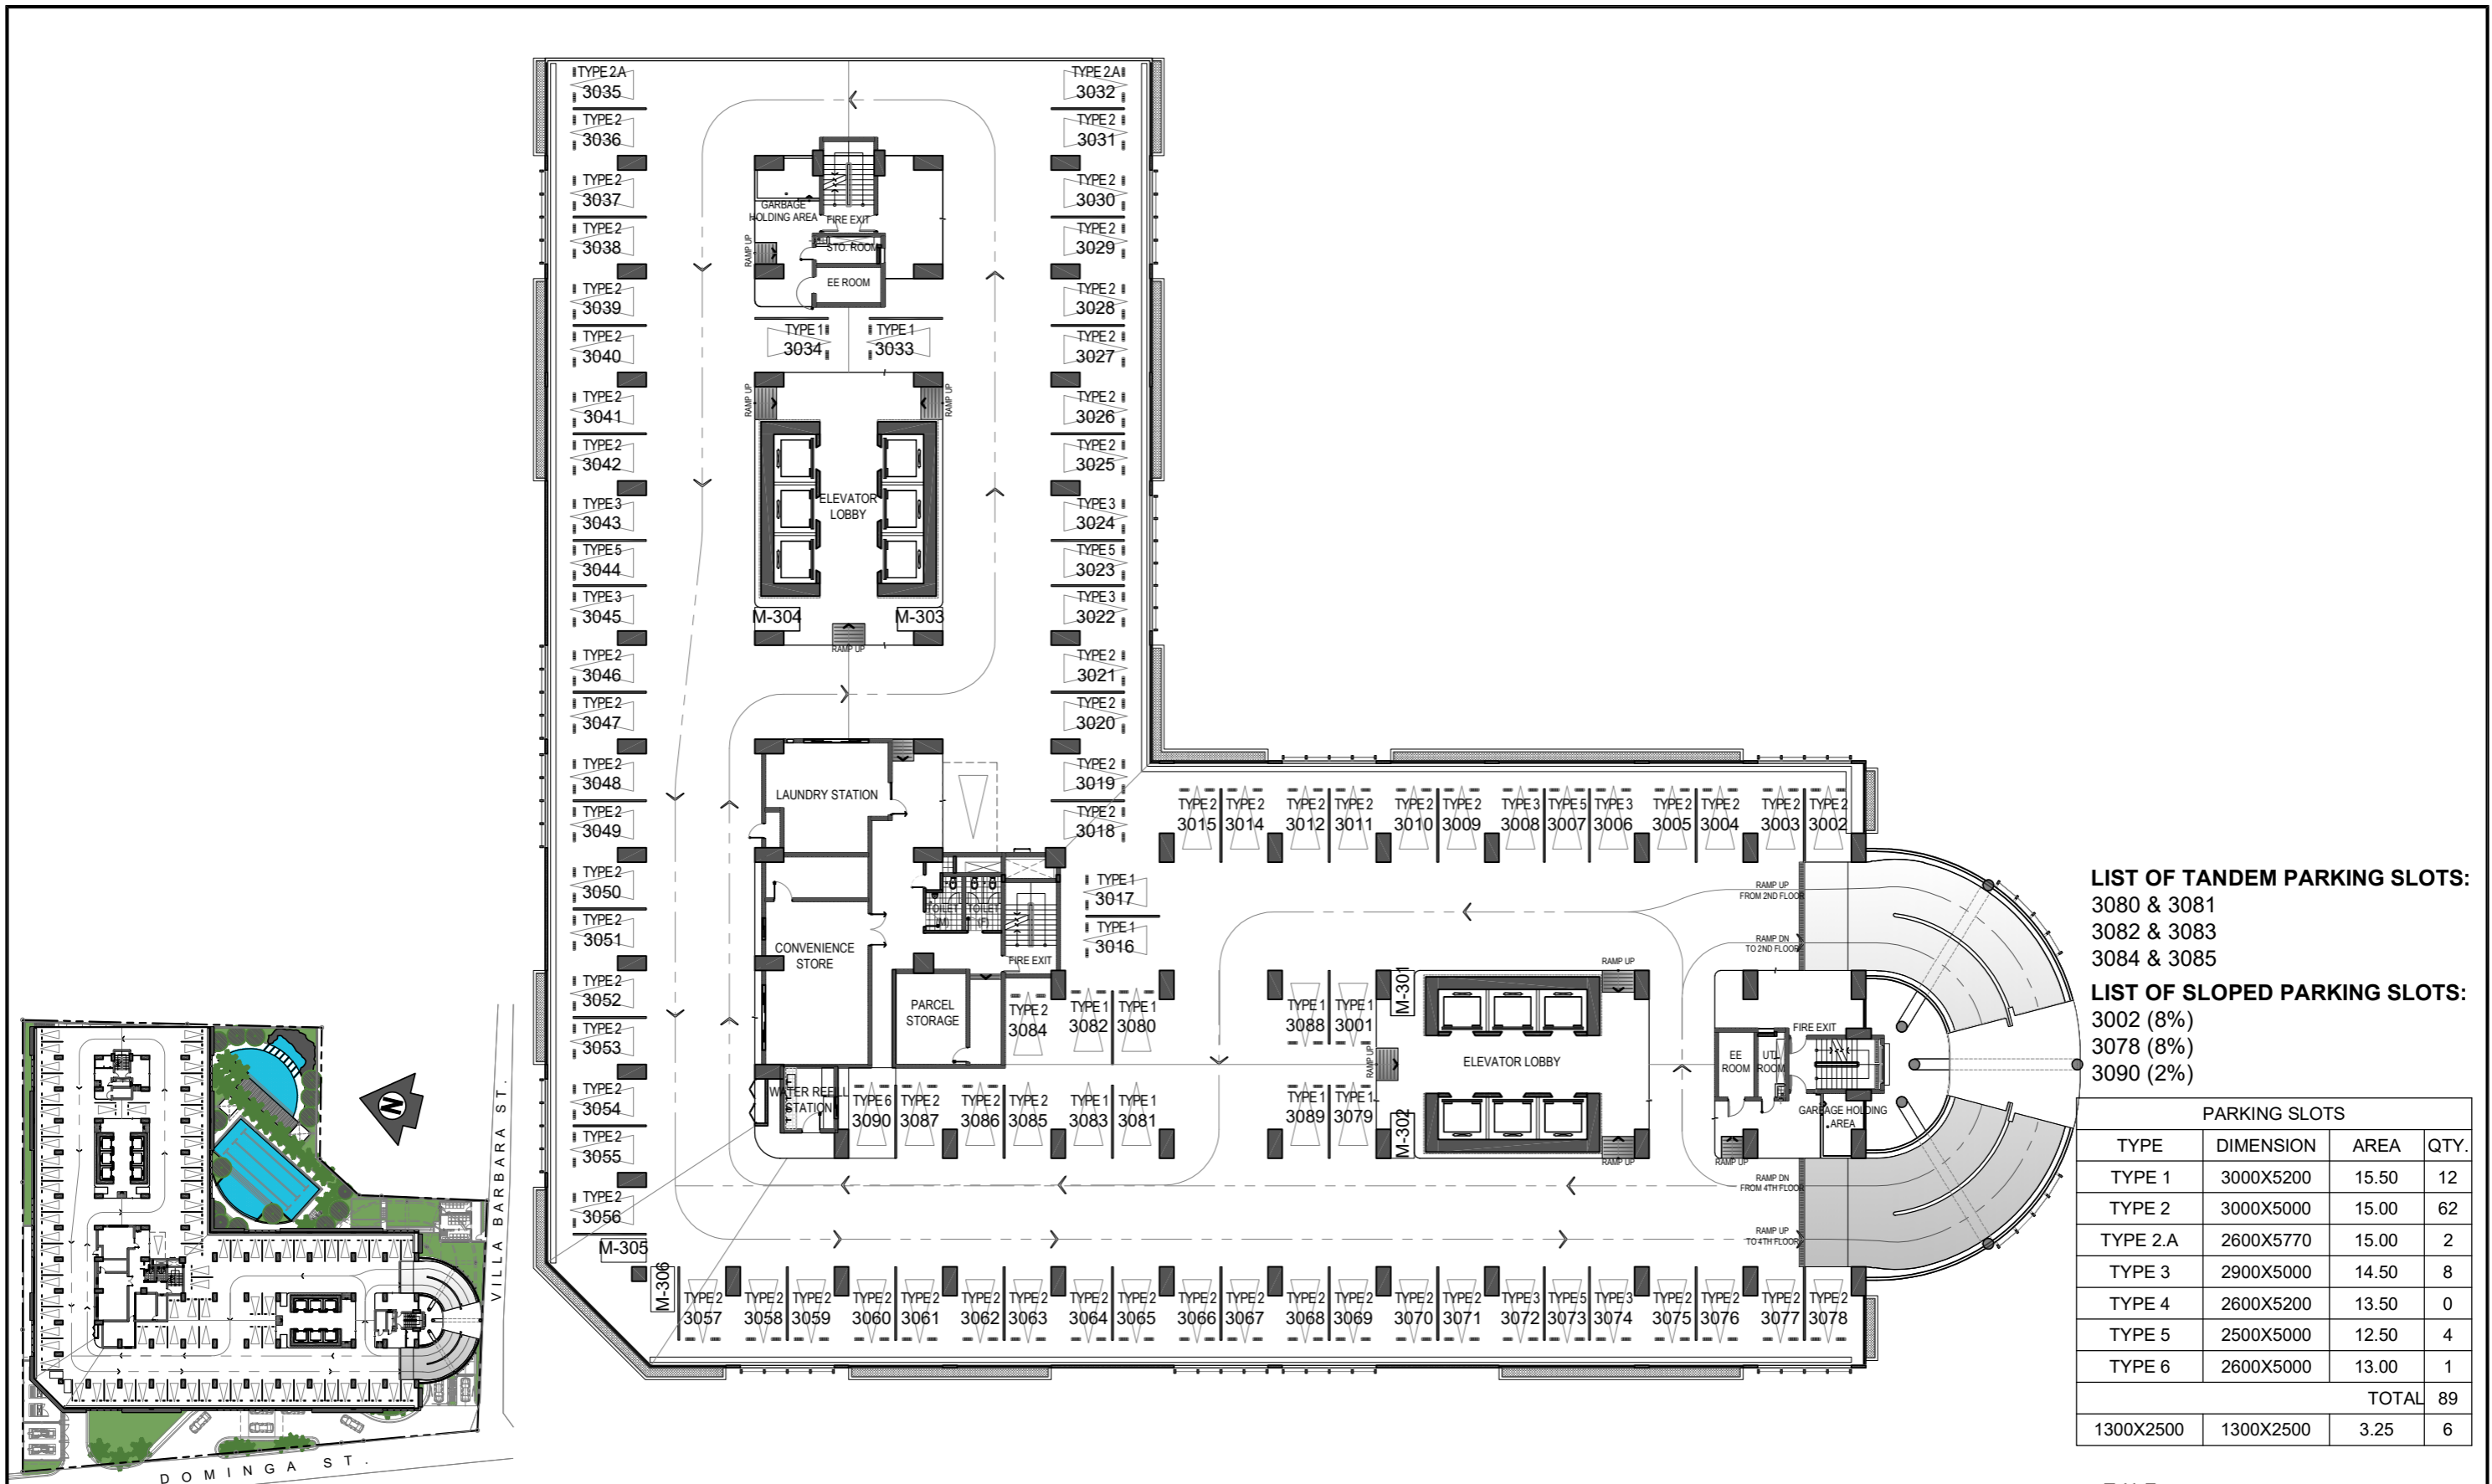 TYPE 2.A
3035
TYPE 2
3036
TYPE 2
3037
TYPE 2
3038
TYPE 2
3039
TYPE 2
3040
TYPE 2
3041
TYPE 2
3042
TYPE 3
3043
TYPE 5
3044
TYPE 3
3045
TYPE 2
3046
TYPE 2
3047
TYPE 2
3048
TYPE 2
3049
TYPE 2
3050
TYPE 2
3051
TYPE 2
3052
TYPE 2
3053
TYPE 2
3054
TYPE 2
3055
TYPE 2
3056
M-305
M-306
GARBAGE
HOLDING AREA
FIRE EXIT
RAMP UP
STO. ROOM
EE ROOM
TYPE 1
3034
TYPE 1
3033
RAMP UP
RAMP UP
ELEVATOR
LOBBY
M-304
M-303
RAMP UP
LAUNDRY STATION
CONVENIENCE
STORE
TOILET
(M)
TOILET
(F)
FIRE EXIT
PARCEL
STORAGE
WATER REFILL
STATION
TYPE 2.A
3032
TYPE 2
3031
TYPE 2
3030
TYPE 2
3029
TYPE 2
3028
TYPE 2
3027
TYPE 2
3026
TYPE 2
3025
TYPE 3
3024
TYPE 5
3023
TYPE 3
3022
TYPE 2
3021
TYPE 2
3020
TYPE 2
3019
TYPE 2
3018
TYPE 1
3017
TYPE 1
3016
TYPE 2 TYPE 2 TYPE 2 TYPE 2 TYPE 2 TYPE 2 TYPE 3 TYPE 5 TYPE 3 TYPE 2 TYPE 2 TYPE 2 TYPE 2
3015 3014 3012 3011 3010 3009 3008 3007 3006 3005 3004 3003 3002
RAMP UP
FROM 2ND FLOOR
RAMP DN
TO 2ND FLOOR
TYPE 2 TYPE 1 TYPE 1 TYPE 1 TYPE 1
3084 3082 3080 3088 3001
M-301
RAMP UP
RAMP UP
ELEVATOR LOBBY
EE
ROOM
UTL
ROOM
FIRE EXIT
GARBAGE HOLDING
AREA
TYPE 6 TYPE 2 TYPE 2 TYPE 2 TYPE 1 TYPE 1 TYPE 1 TYPE 1
3090 3087 3086 3085 3083 3081 3089 3079
M-302
RAMP UP
RAMP UP
RAMP DN
FROM 4TH FLOOR
RAMP UP
TO 4TH FLOOR
TYPE 2 TYPE 2 TYPE 2 TYPE 2 TYPE 2 TYPE 2 TYPE 2 TYPE 2 TYPE 2 TYPE 2 TYPE 2 TYPE 2 TYPE 2 TYPE 2 TYPE 2 TYPE 3 TYPE 5 TYPE 3 TYPE 2 TYPE 2 TYPE 2 TYPE 2
3057 3058 3059 3060 3061 3062 3063 3064 3065 3066 3067 3068 3069 3070 3071 3072 3073 3074 3075 3076 3077 3078
LIST OF TANDEM PARKING SLOTS:
3080 & 3081
3082 & 3083
3084 & 3085
LIST OF SLOPED PARKING SLOTS:
3002 (8%)
3078 (8%)
3090 (2%)
PARKING SLOTS
TYPE DIMENSION AREA QTY.
TYPE 1 3000X5200 15.50 12
TYPE 2 3000X5000 15.00 62
TYPE 2.A 2600X5770 15.00 2
TYPE 3 2900X5000 14.50 8
TYPE 4 2600X5200 13.50 0
TYPE 5 2500X5000 12.50 4
TYPE 6 2600X5000 13.00 1
TOTAL 89
1300X2500 1300X2500 3.25 6
N
VILLA BARBARA ST.
DOMINGA ST.